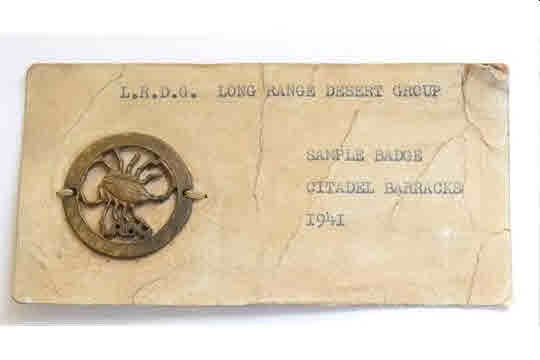 L.R.D.G. LONG RANGE DESERT GROUP
SAMPLE BADGE
CITADEL BARRACKS
1941